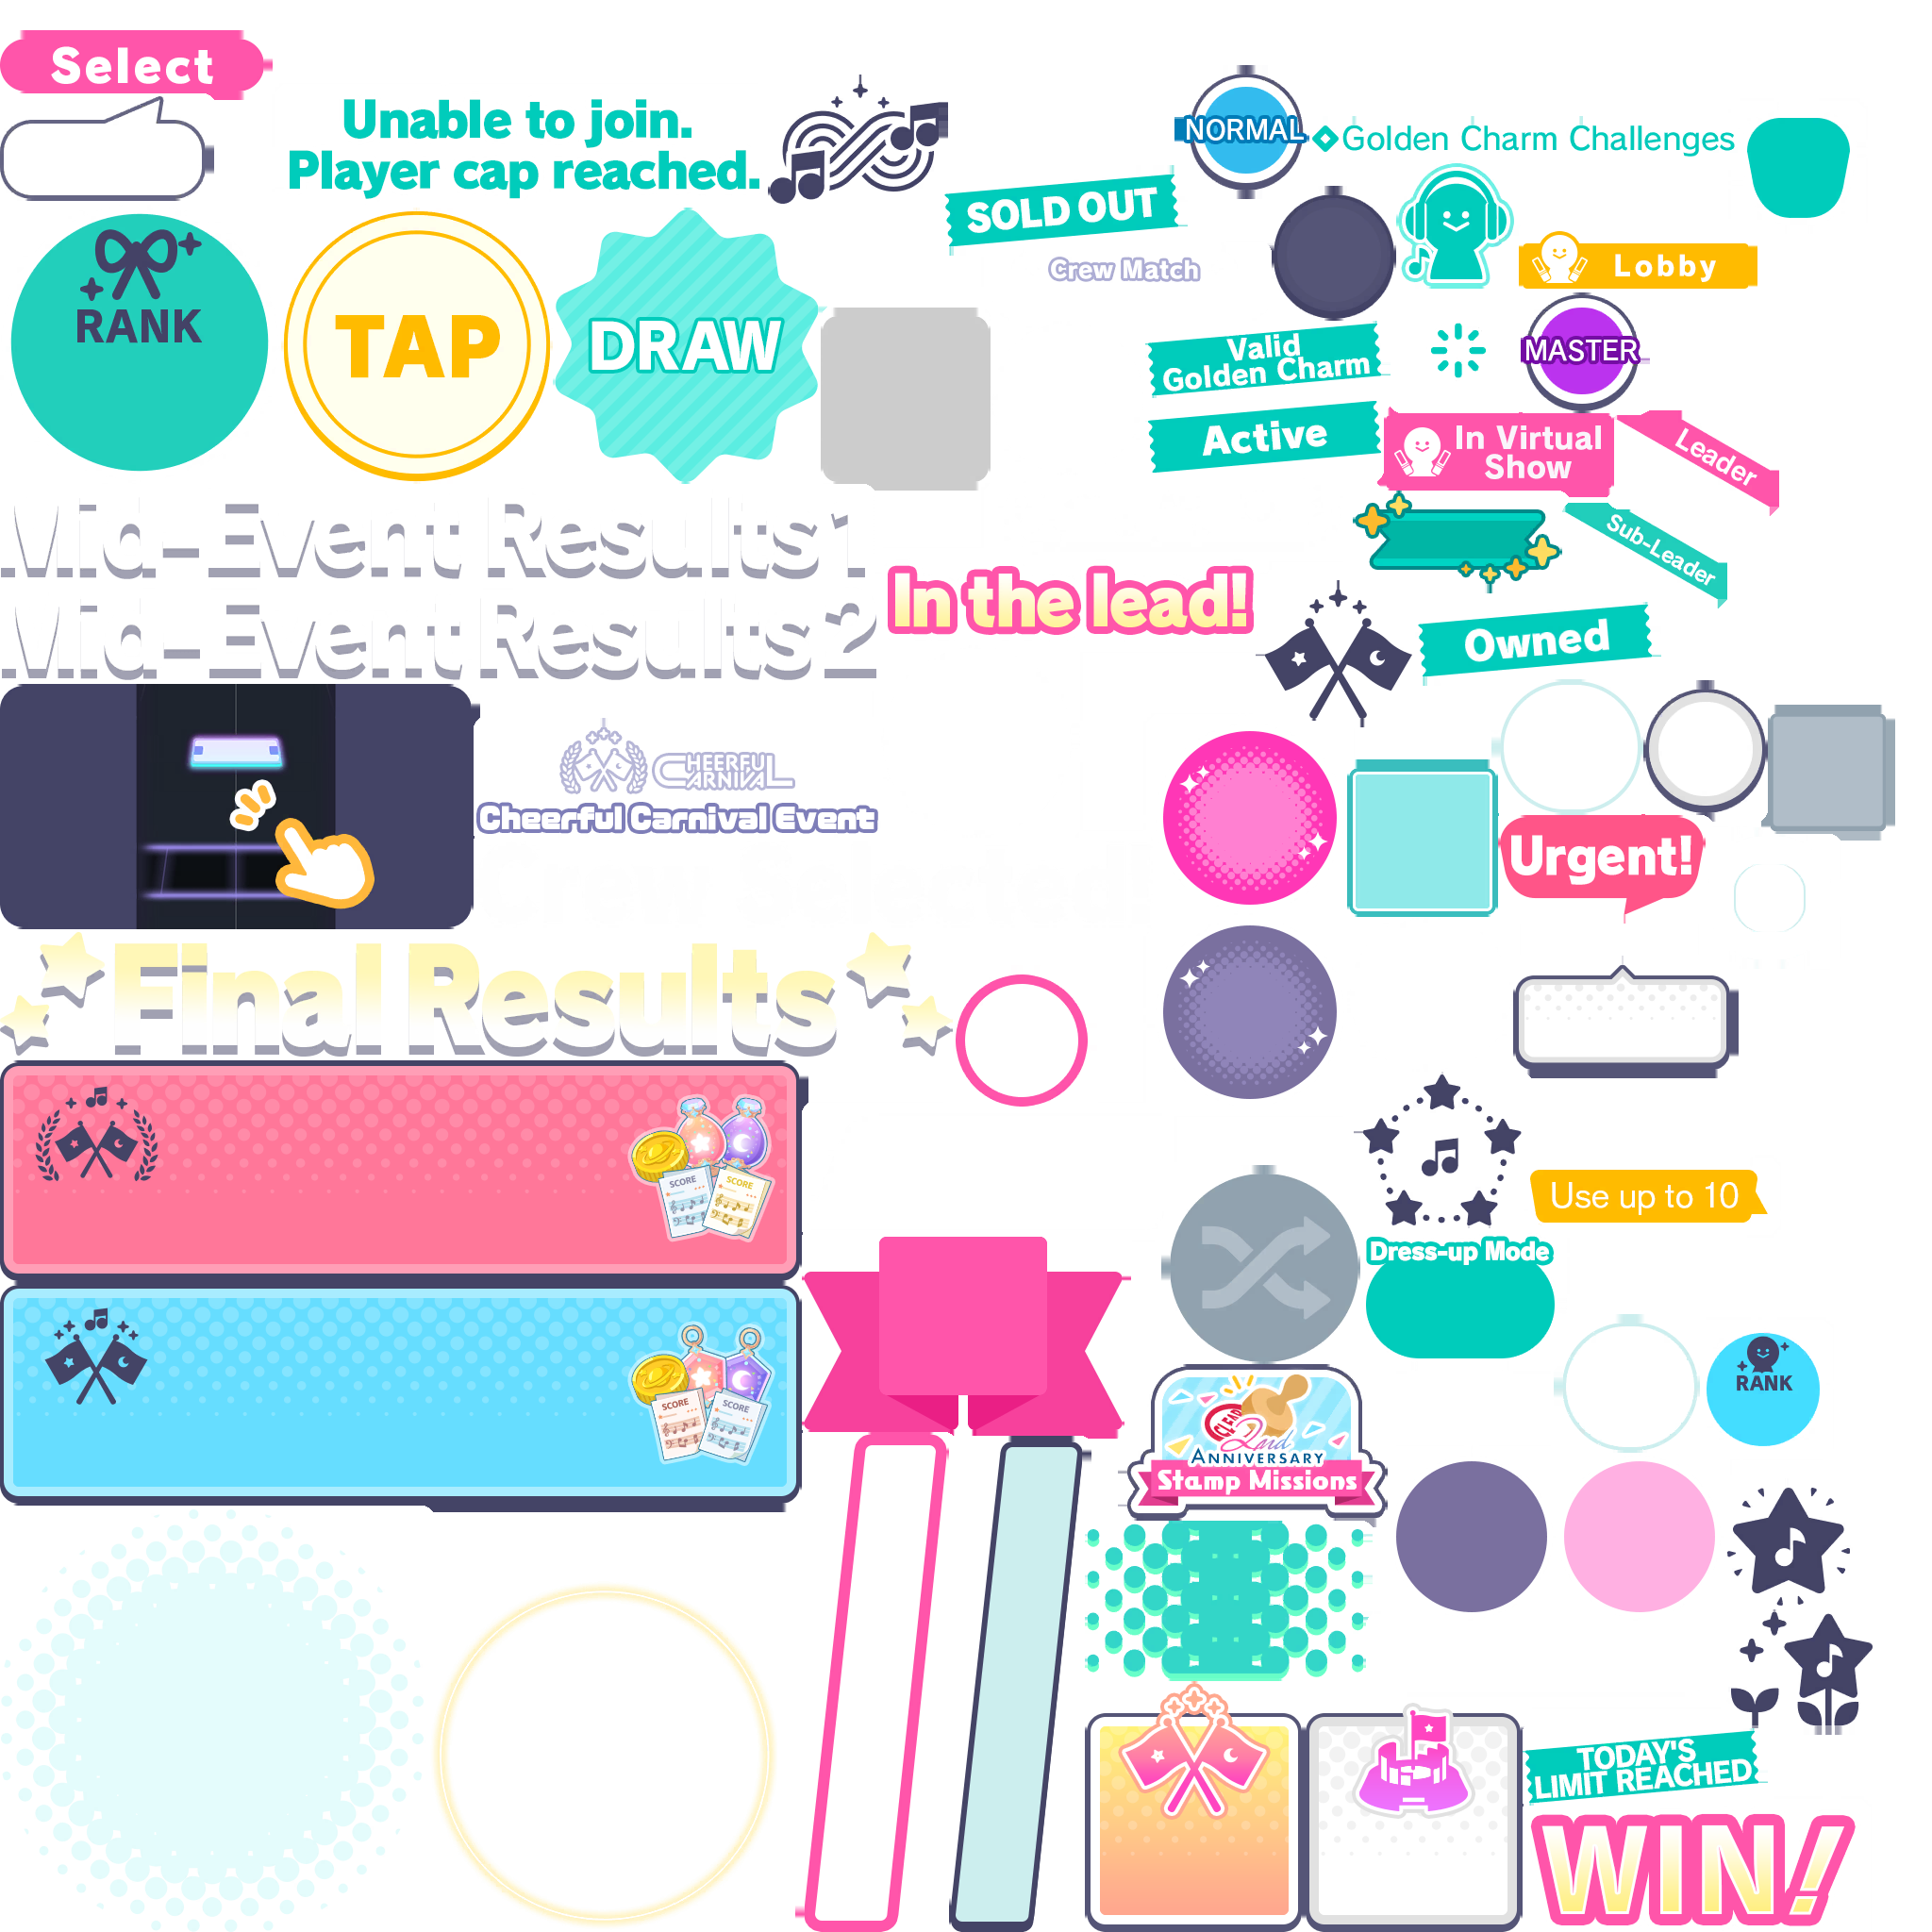 Select
Unable to join.
Player cap reached.
NORMAL
Golden Charm Challenges
SOLD OUT
Crew Match
Lobby
RANK
TAP
DRAW
Valid
Golden Charm
MASTER
Active
In Virtual
Show
Leader
Sub-Leader
Mid-Event Results 1
Mid-Event Results 2
In the lead!
Owned
CHEERFUL
CARNIVAL
Cheerful Carnival Event
Urgent!
Final Results
SCORE
SCORE
Use up to 10
Dress-up Mode
SCORE
SCORE
RANK
CLEAR
2nd
ANNIVERSARY
Stamp Missions
TODAY'S
LIMIT REACHED
WIN!